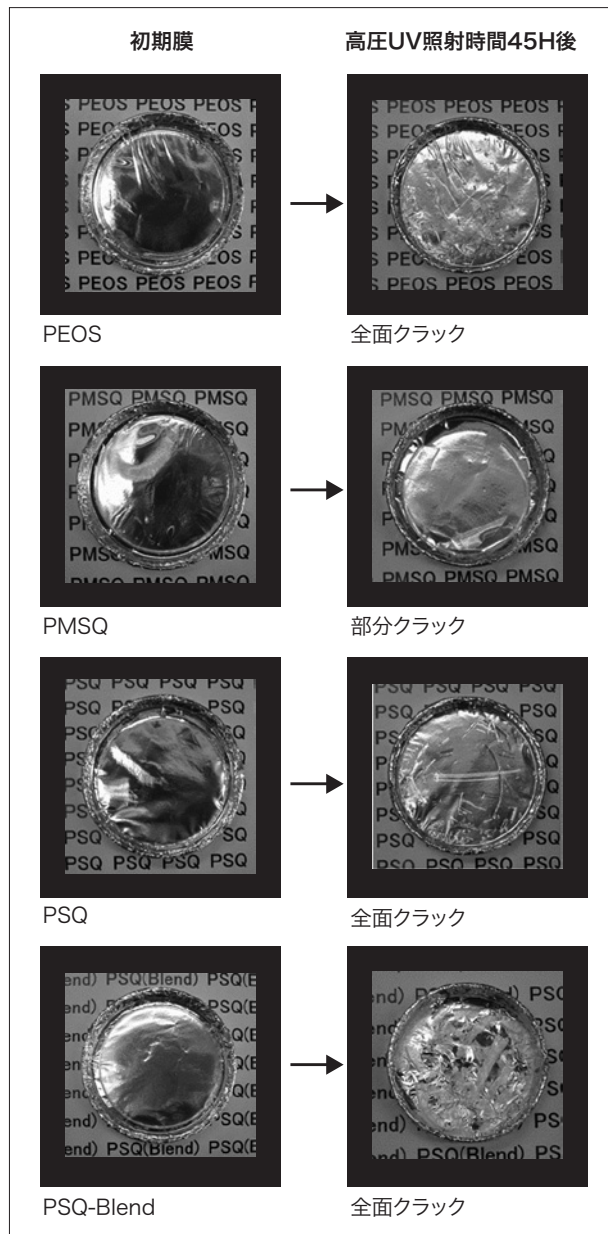 初期膜 高圧UV照射時間45H後
PEOS 全面クラック
PMSQ 部分クラック
PSQ 全面クラック
PSQ-Blend 全面クラック